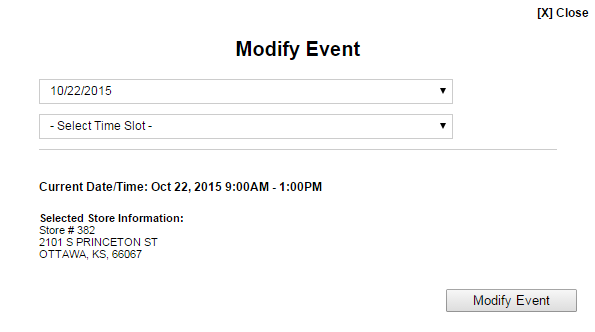 [X] Close
Modify Event
10/22/2015
- Select Time Slot -
Current Date/Time: Oct 22, 2015 9:00AM - 1:00PM
Selected Store Information:
Store # 382
2101 S PRINCETON ST
OTTAWA, KS, 66067
Modify Event